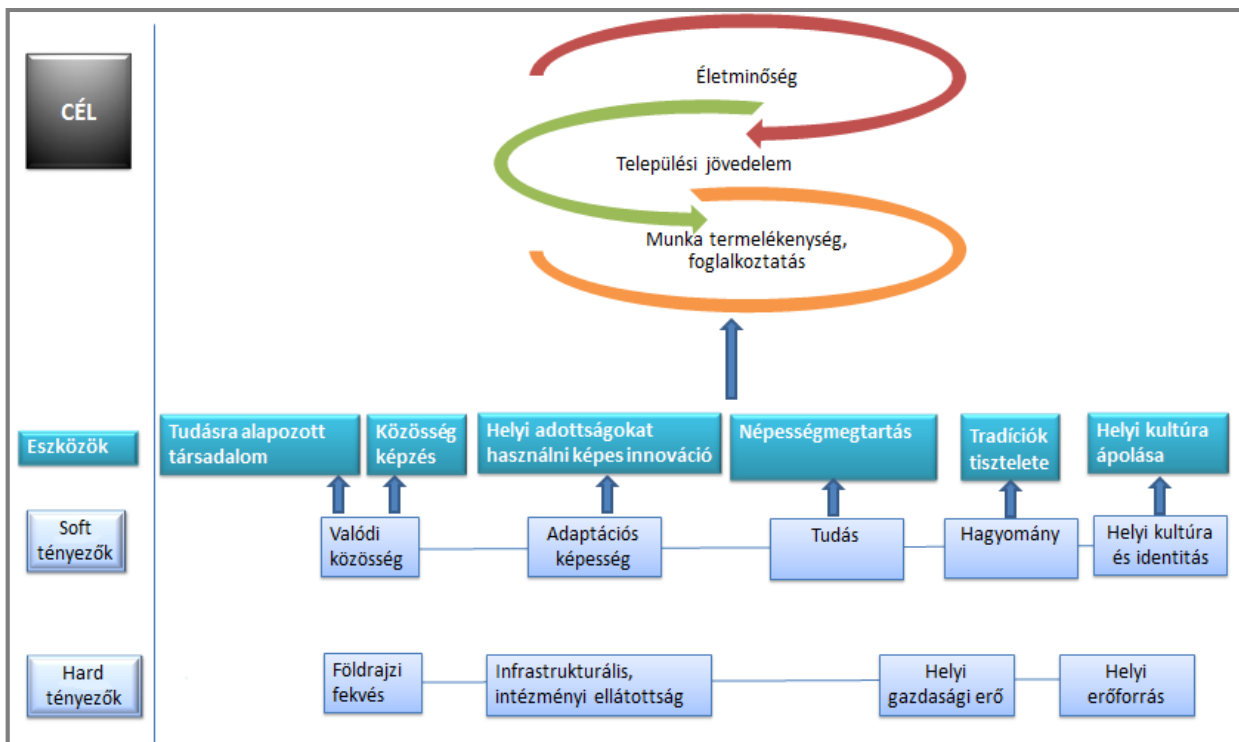 CÉL
Életminőség
Települési jövedelem
Munka termelékenység,
foglalkoztatás
Eszközök
Tudásra alapozott
társadalom
Közösség
képzés
Helyi adottságokat
használni képes innováció
Népességmegtartás
Tradíciók
tisztelete
Helyi kultúra
ápolása
Soft
tényezők
Valódi
közösség
Adaptációs
képesség
Tudás
Hagyomány
Helyi kultúra
és identitás
Hard
tényezők
Földrajzi
fekvés
Infrastrukturális,
intézményi ellátottság
Helyi
gazdasági erő
Helyi
erőforrás